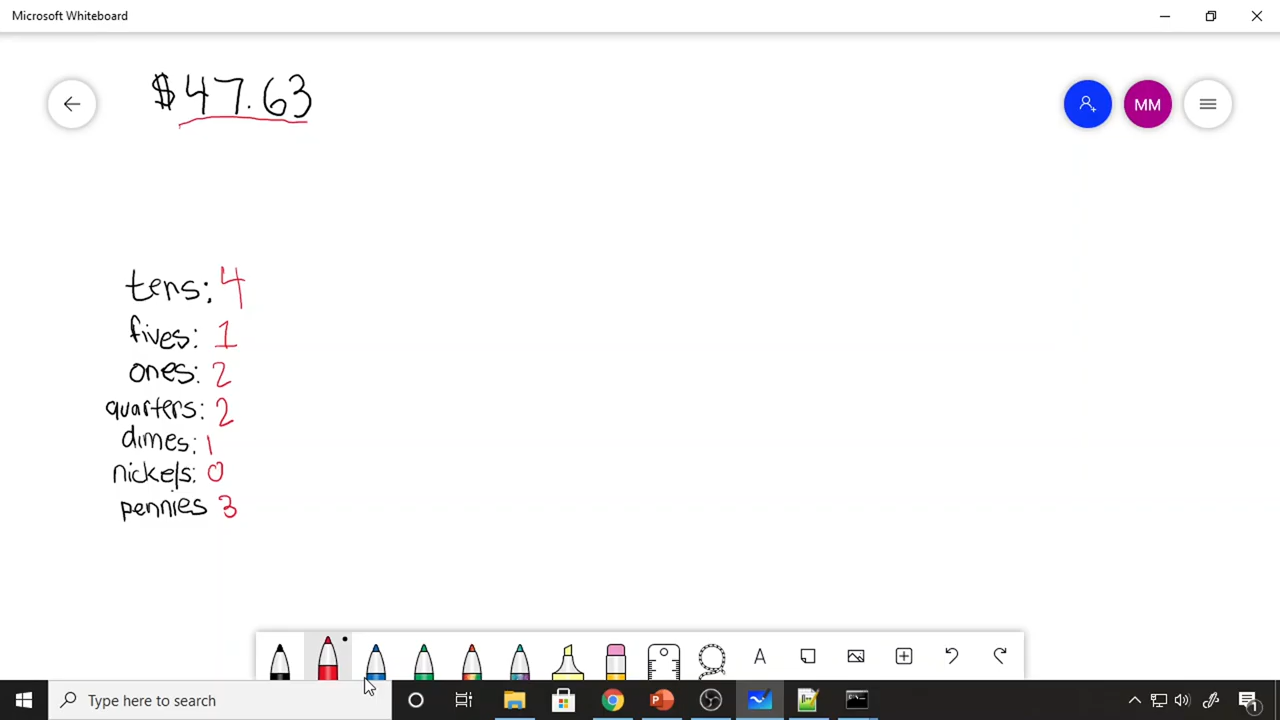 Microsoft Whiteboard
$47.63
MM
tens: 4
fives: 1
ones: 2
quarters: 2
dimes: 1
nickels: 0
pennies 3
A
Type here to search
1